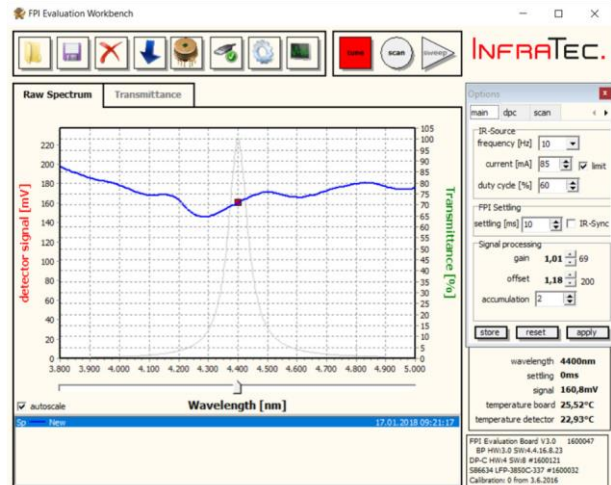 FPI Evaluation Workbench
tune
scan
sweep
INFRATEC.
Raw Spectrum
Transmittance
detector signal [mV]
220
200
180
160
140
120
100
80
60
40
20
0
105
100
95
90
85
80
75
70
65
60
55
50
45
40
35
30
25
20
15
10
5
0
Transmittance [%]
3.800 3.900 4.000 4.100 4.200 4.300 4.400 4.500 4.600 4.700 4.800 4.900 5.000
autoscale
Wavelength [nm]
Sp New 17.01.2018 09:21:17
Options
main dpc scan
IR-Source
frequency [Hz] 10
current [mA] 85 limit
duty cycle [%] 60
FPI Settling
settling [ms] 10 IR-Sync
Signal processing
gain 1,01 69
offset 1,18 200
accumulation 2
store reset apply
wavelength 4400nm
settling 0ms
signal 160,8mV
temperature board 25,52°C
temperature detector 22,93°C
FPI Evaluation Board V3.0 1600047
BP HW:3.0 SW:4.4.16.8.23
DP-C HW:4 SW:8 #1600121
S86634 LFP-3850C-337 #1600032
Calibration: 0 from 3.6.2016